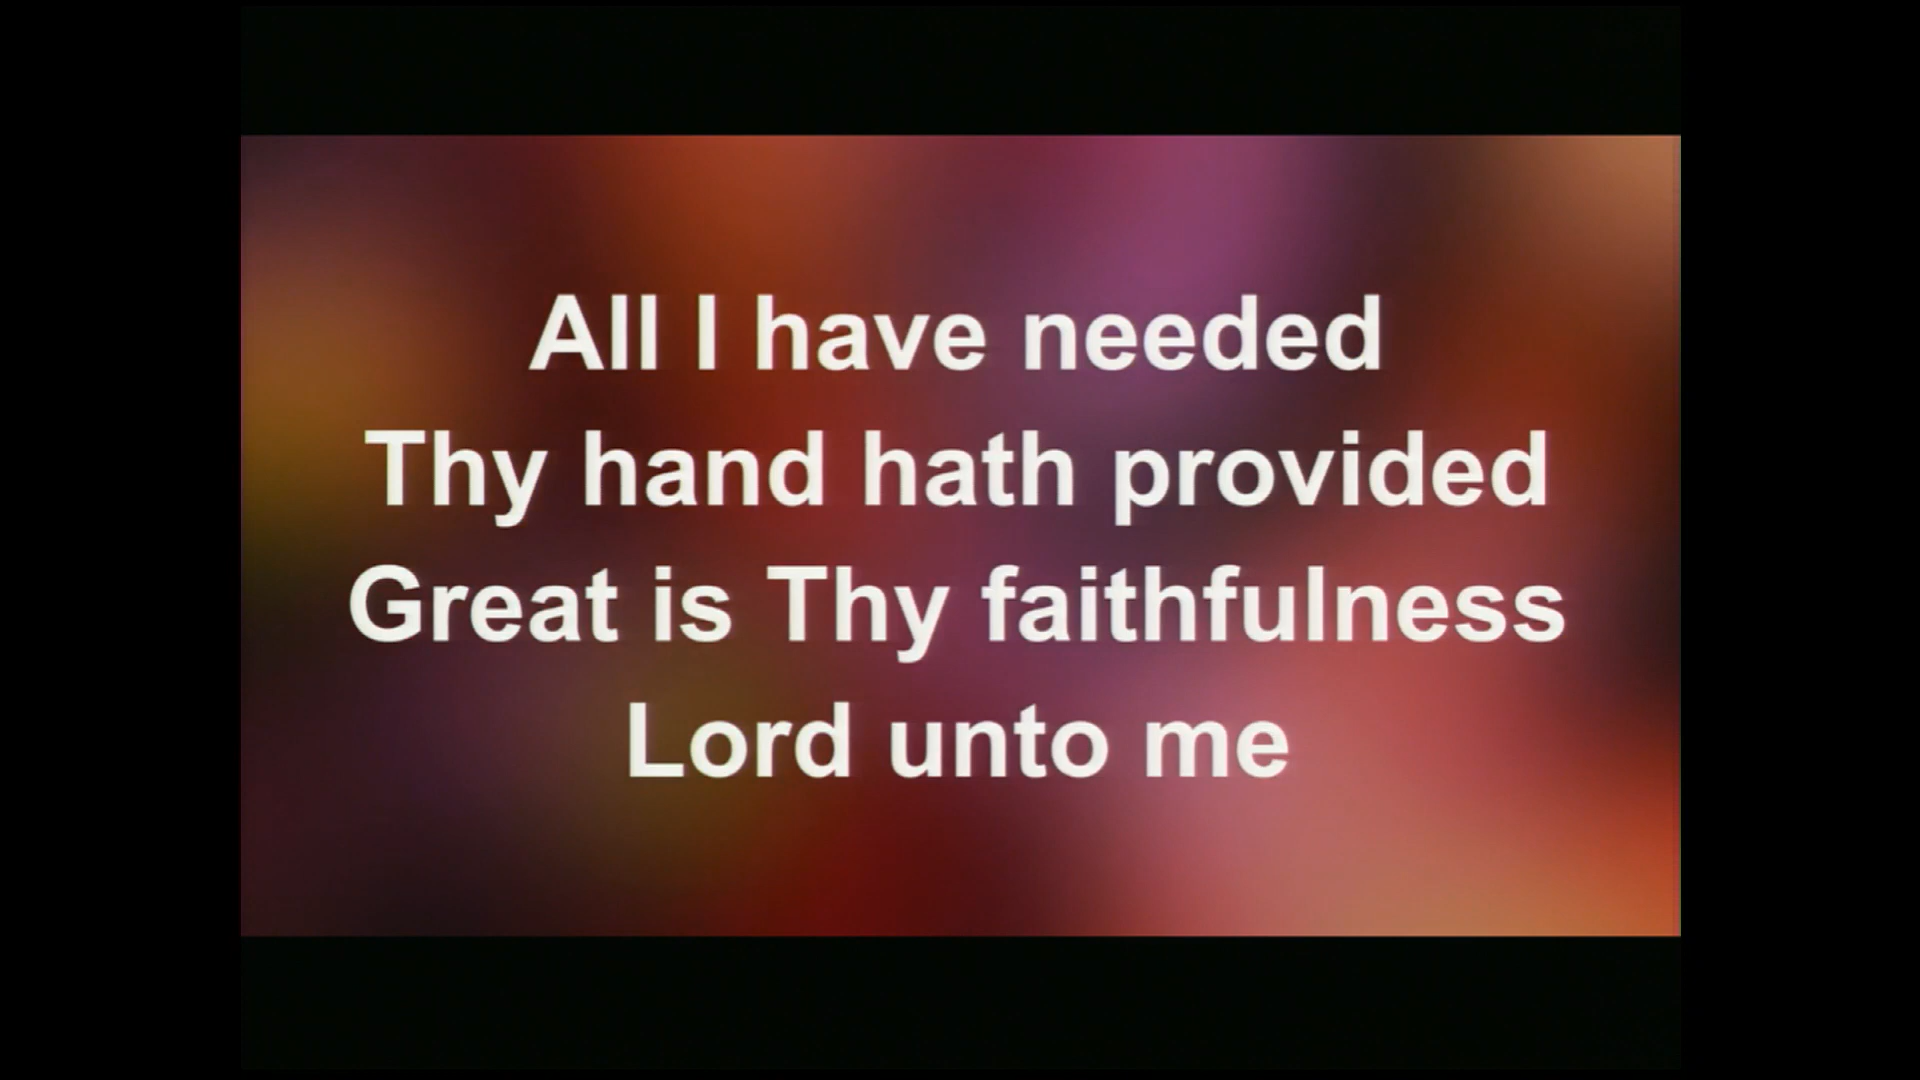 All I have needed
Thy hand hath provided
Great is Thy faithfulness
Lord unto me